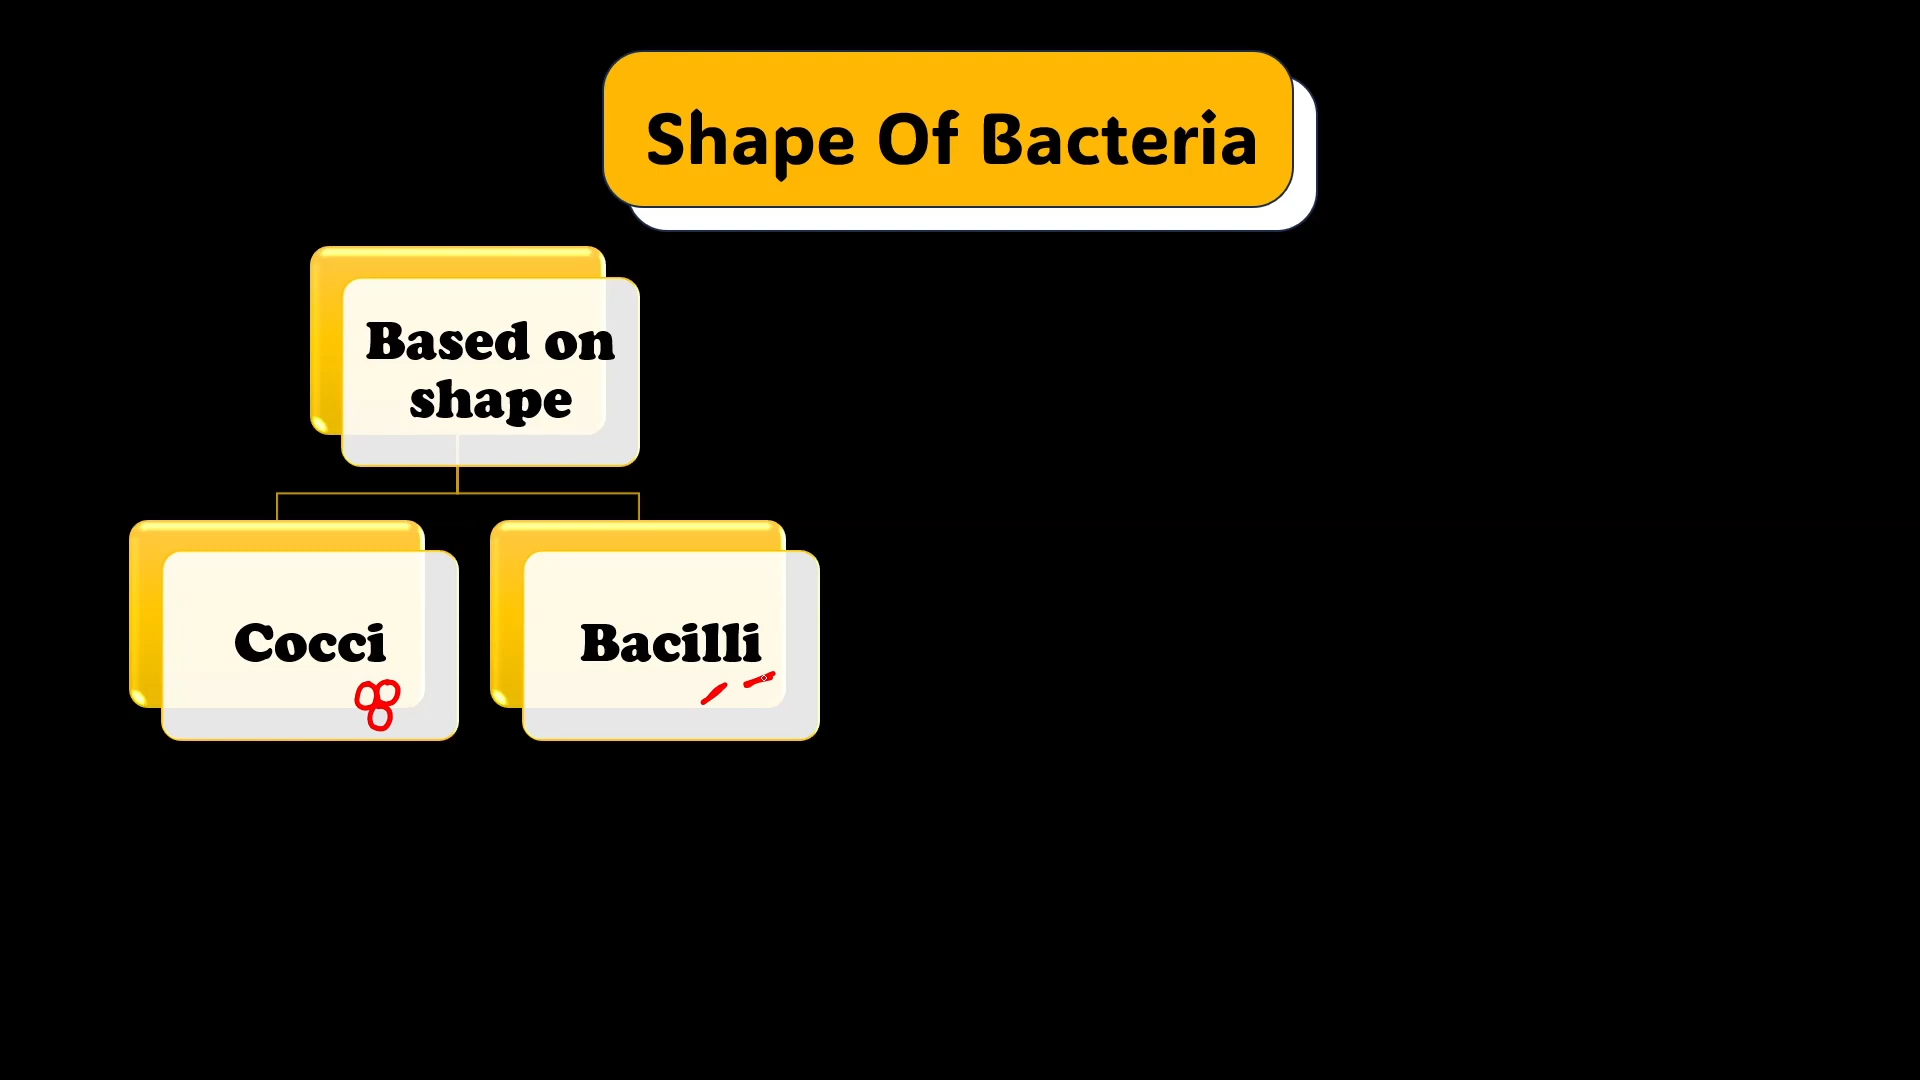 Shape Of Bacteria
Based on
shape
Cocci
Bacilli